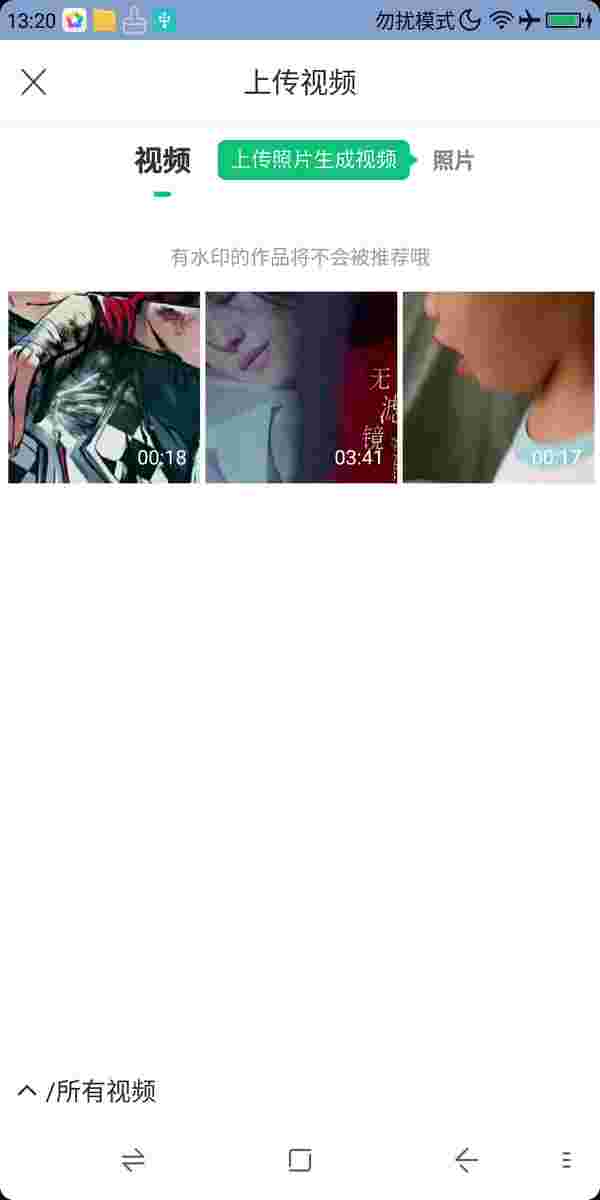 13:20 勿扰模式
上传视频
视频 上传照片生成视频 照片
有水印的作品将不会被推荐哦
无
滤
镜
00:18 03:41 00:17
/所有视频